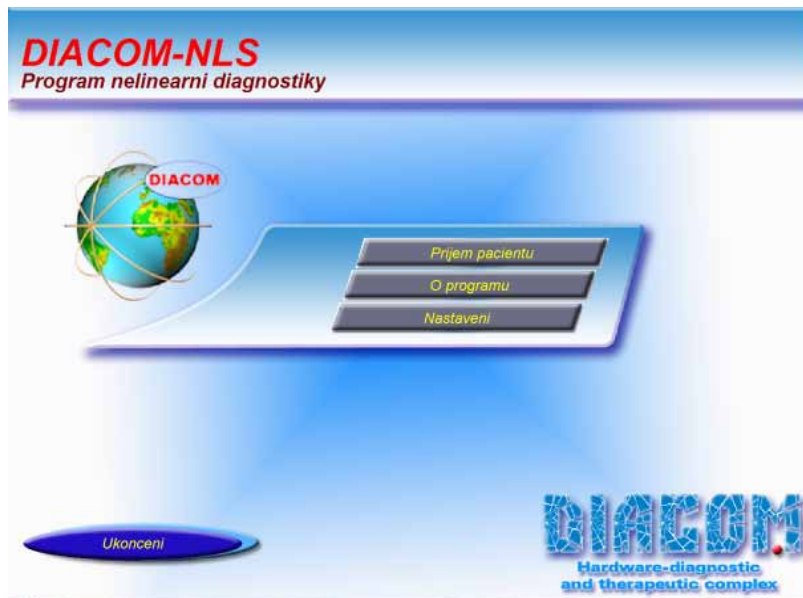 DIACOM-NLS
Program nelinearni diagnostiky
DIACOM
Prijem pacientu
O programu
Nastaveni
Ukonceni
DIACOM
Hardware-diagnostic
and therapeutic complex